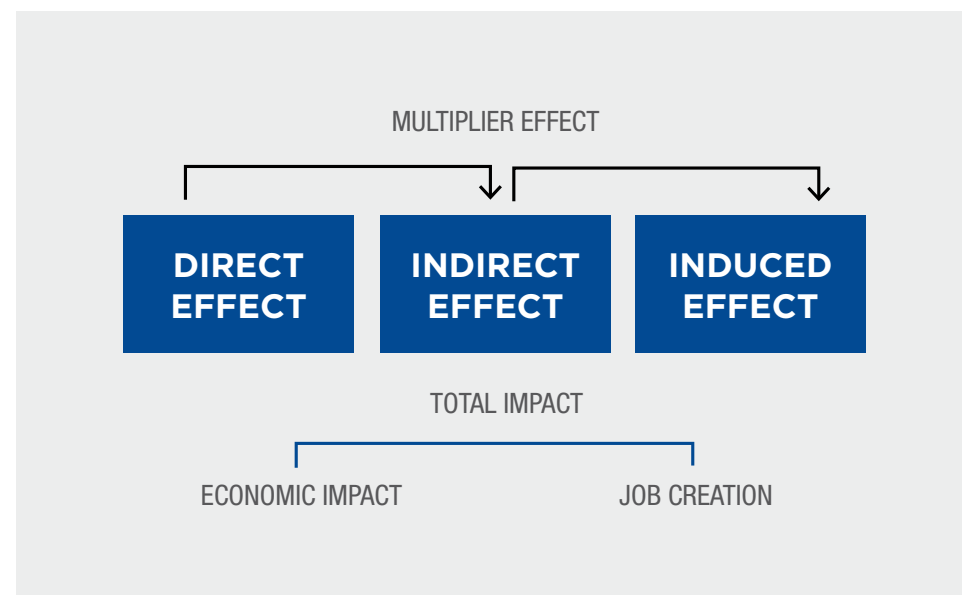 MULTIPLIER EFFECT
DIRECT
EFFECT
INDIRECT
EFFECT
INDUCED
EFFECT
TOTAL IMPACT
ECONOMIC IMPACT
JOB CREATION